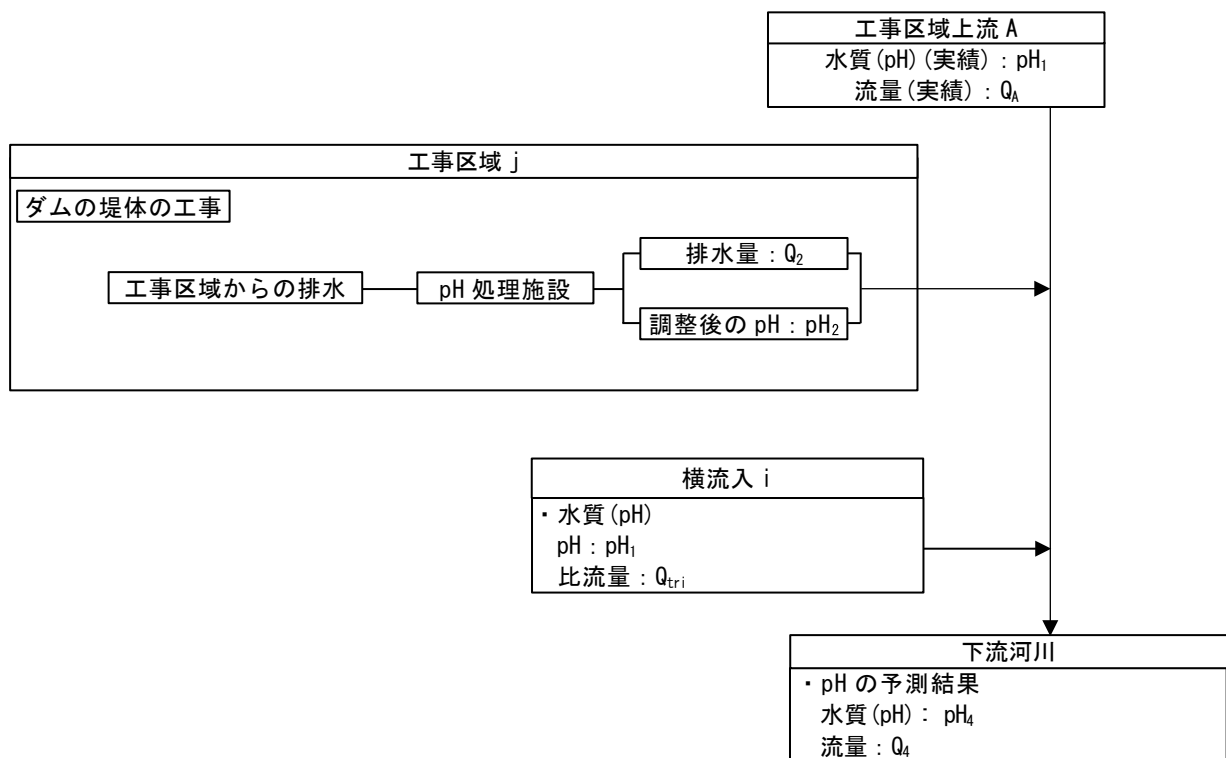 工事区域上流 A
水質(pH)(実績)：pH₁
流量(実績)：Q_A
工事区域 j
ダムの堤体の工事
排水量：Q₂
工事区域からの排水
pH 処理施設
調整後の pH：pH₂
横流入 i
・水質(pH)
pH：pH₁
比流量：Q_tri
下流河川
・pH の予測結果
水質(pH)： pH₄
流量：Q₄